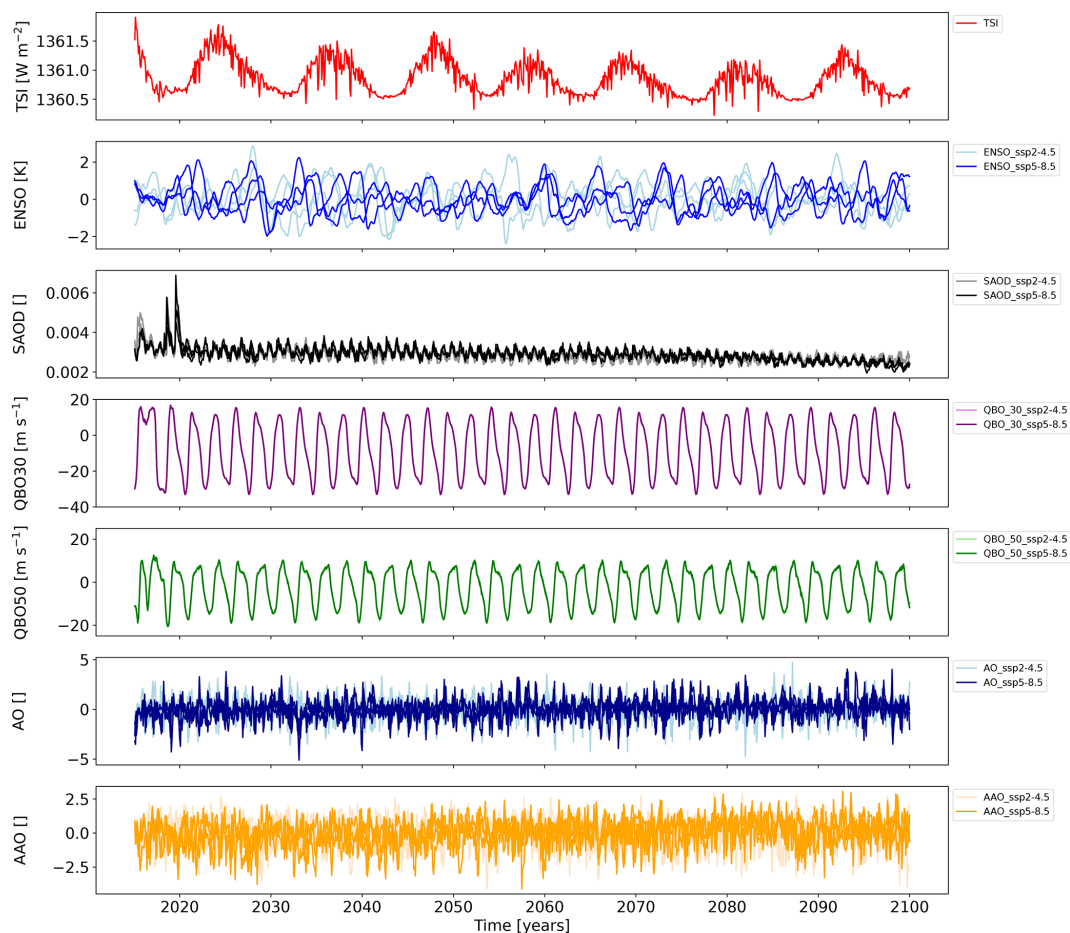 TSI [W m⁻²]
1361.5
1361.0
1360.5
TSI
ENSO [K]
2
0
−2
ENSO_ssp2-4.5
ENSO_ssp5-8.5
SAOD []
0.006
0.004
0.002
SAOD_ssp2-4.5
SAOD_ssp5-8.5
QBO30 [m s⁻¹]
20
0
−20
−40
QBO_30_ssp2-4.5
QBO_30_ssp5-8.5
QBO50 [m s⁻¹]
20
0
−20
QBO_50_ssp2-4.5
QBO_50_ssp5-8.5
AO []
5
0
−5
AO_ssp2-4.5
AO_ssp5-8.5
AAO []
2.5
0.0
−2.5
AAO_ssp2-4.5
AAO_ssp5-8.5
2020 2030 2040 2050 2060 2070 2080 2090 2100
Time [years]